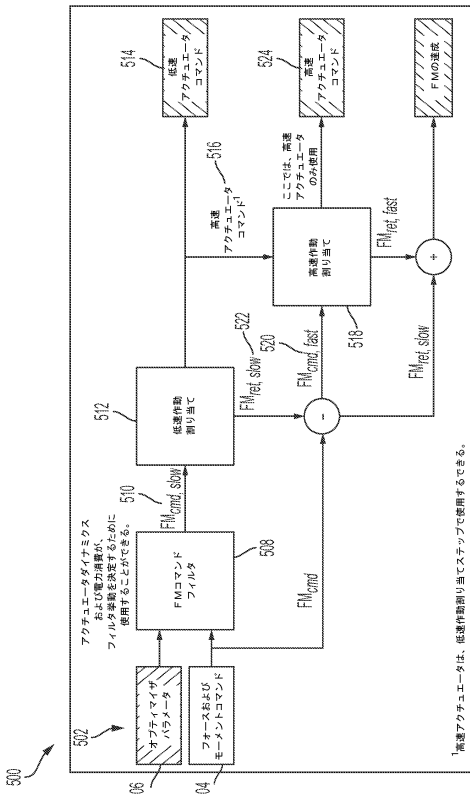 500
502
アクチュエータダイナミクス
および電力消費が、
フィルタ挙動を決定するために
使用することができる。
オプティマイザ
パラメータ
06
フォースおよび
モーメントコマンド
04
FMコマンド
フィルタ
508
510
FMcmd, slow
512
低速作動
割り当て
514
低速
アクチュエータ
コマンド
516
高速
アクチュエータ
コマンド1
522
FMret, slow
FMcmd
-
520
FMcmd, fast
高速作動
割り当て
518
ここでは、高速
アクチュエータ
のみ使用
524
高速
アクチュエータ
コマンド
FMret, fast
FMret, slow
+
FMの達成
1高速アクチュエータは、低速作動割り当てステップで使用できる。